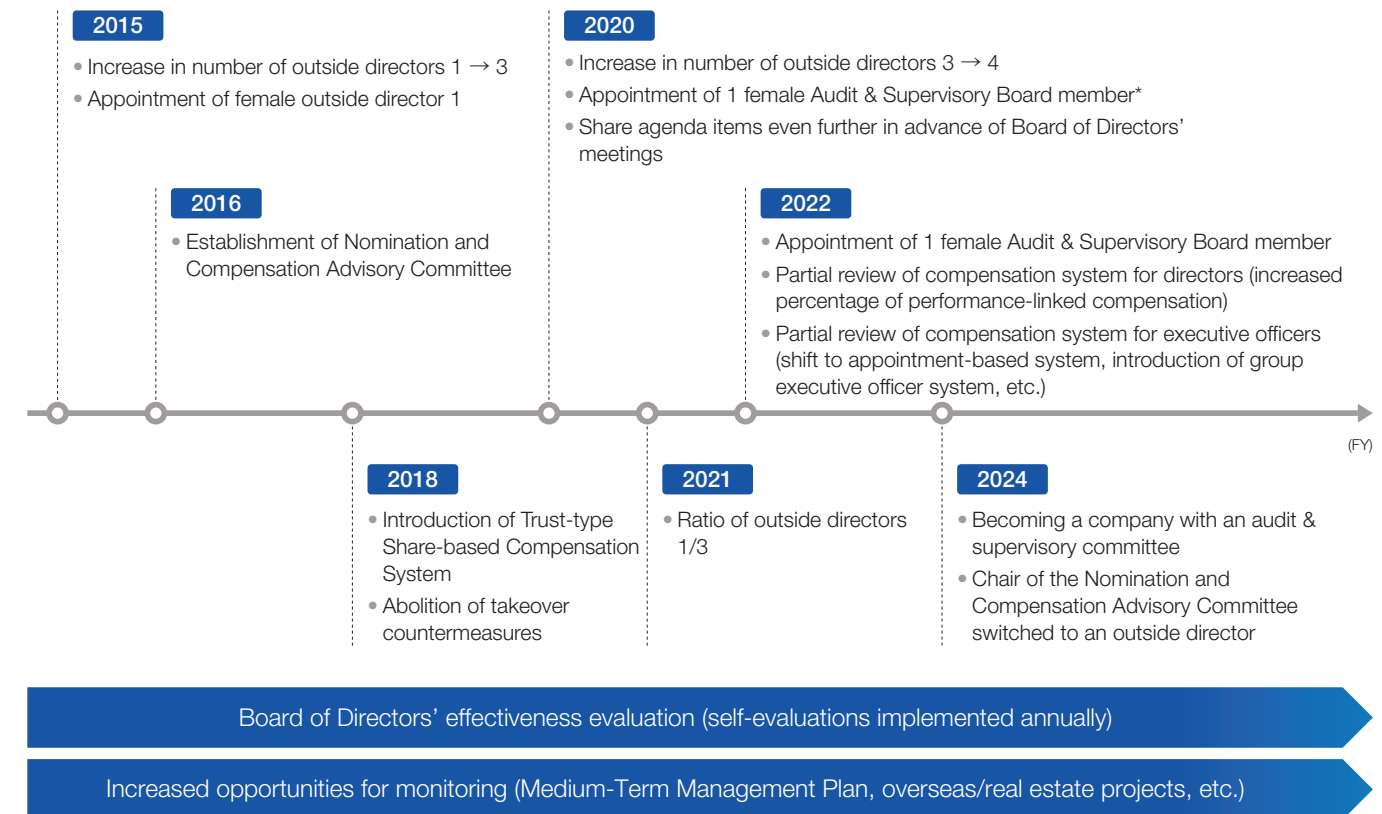 2015
• Increase in number of outside directors 1 → 3
• Appointment of female outside director 1
2016
• Establishment of Nomination and
Compensation Advisory Committee
2020
• Increase in number of outside directors 3 → 4
• Appointment of 1 female Audit & Supervisory Board member*
• Share agenda items even further in advance of Board of Directors'
meetings
2022
• Appointment of 1 female Audit & Supervisory Board member
• Partial review of compensation system for directors (increased
percentage of performance-linked compensation)
• Partial review of compensation system for executive officers
(shift to appointment-based system, introduction of group
executive officer system, etc.)
(FY)
2018
• Introduction of Trust-type
Share-based Compensation
System
• Abolition of takeover
countermeasures
2021
• Ratio of outside directors
1/3
2024
• Becoming a company with an audit &
supervisory committee
• Chair of the Nomination and
Compensation Advisory Committee
switched to an outside director
Board of Directors' effectiveness evaluation (self-evaluations implemented annually)
Increased opportunities for monitoring (Medium-Term Management Plan, overseas/real estate projects, etc.)